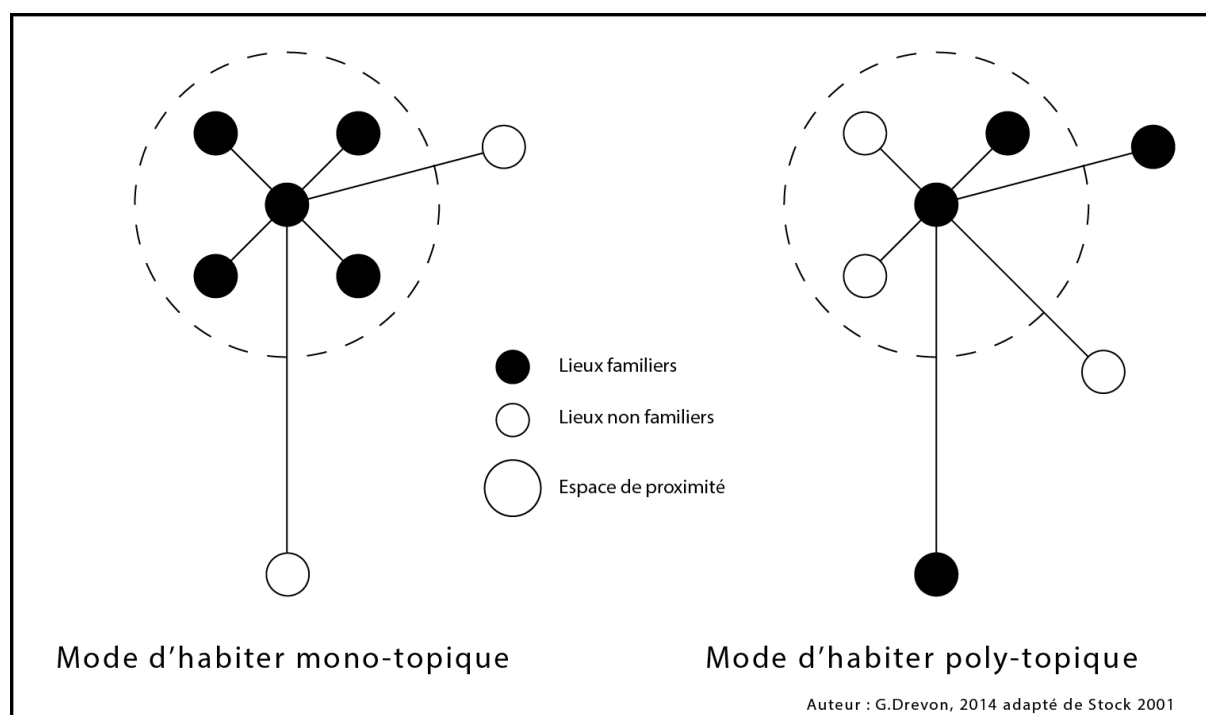 Lieux familiers
Lieux non familiers
Espace de proximité
Mode d'habiter mono-topique
Mode d'habiter poly-topique
Auteur : G.Drevon, 2014 adapté de Stock 2001